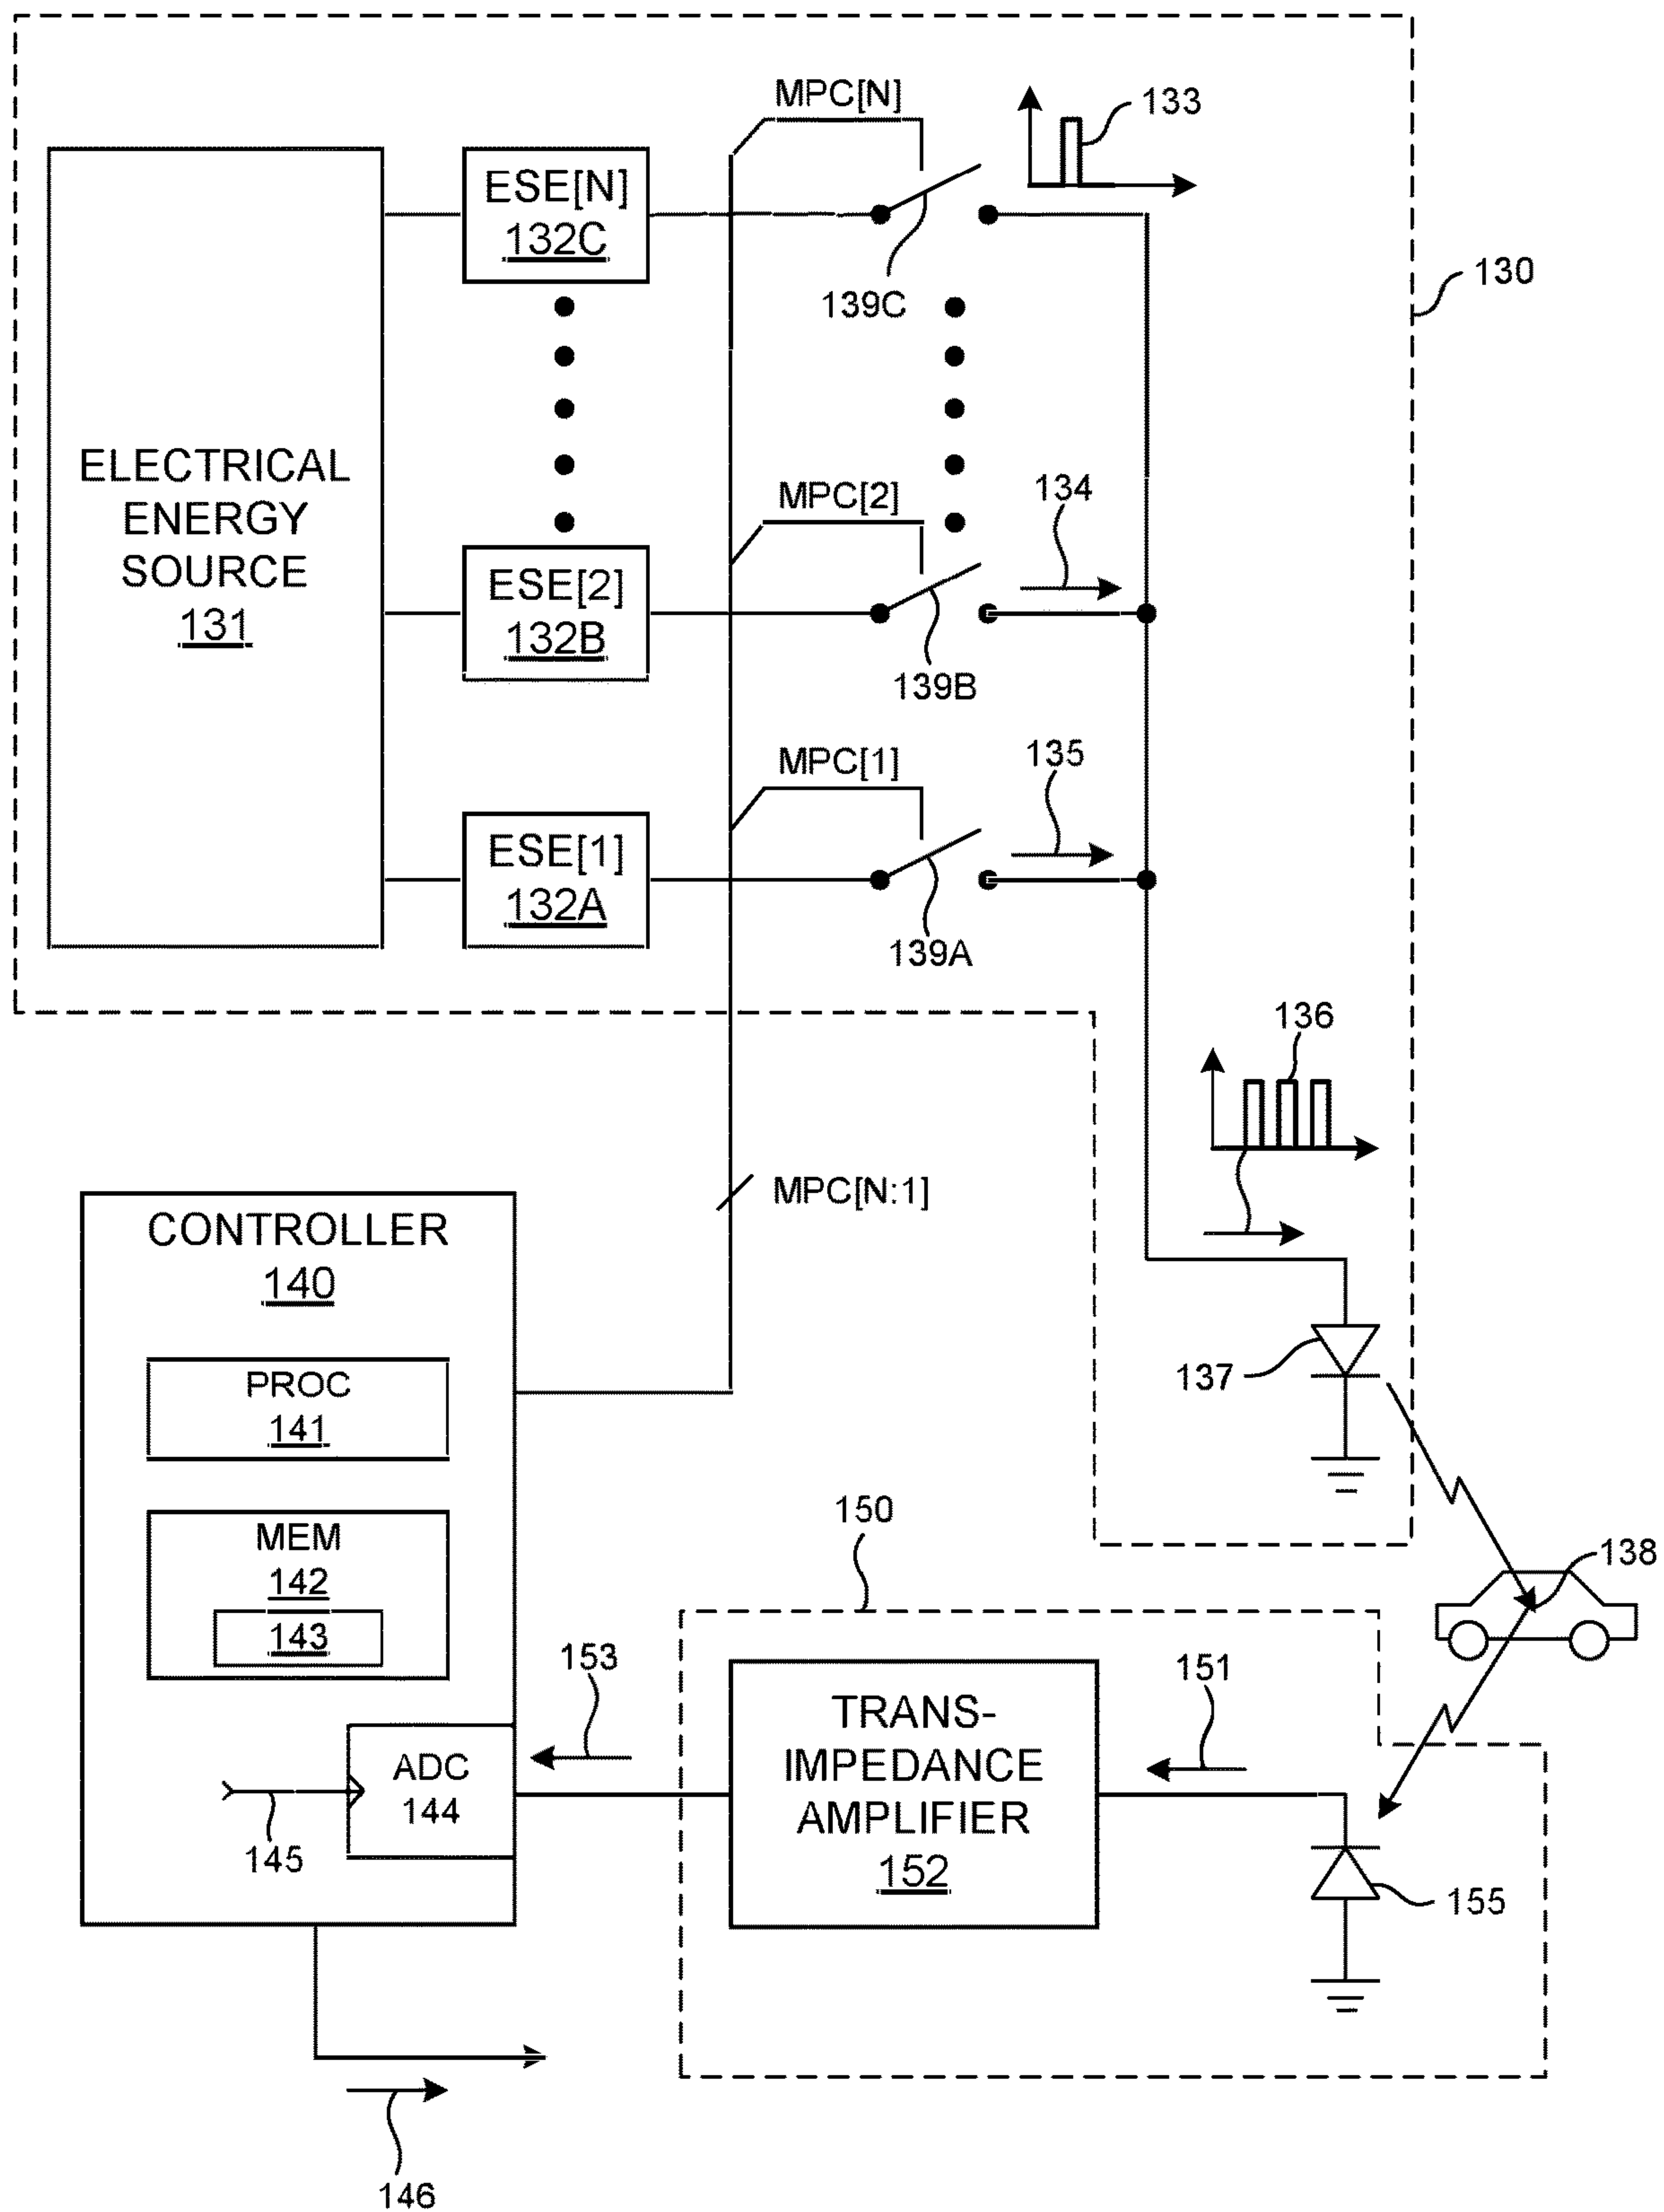 MPC[N]
133
ESE[N]
132C
139C
130
ELECTRICAL
ENERGY
SOURCE
131
MPC[2]
134
ESE[2]
132B
139B
MPC[1]
135
ESE[1]
132A
139A
136
MPC[N:1]
CONTROLLER
140
PROC
141
137
MEM
142
143
150
138
153
151
TRANS-
IMPEDANCE
AMPLIFIER
152
ADC
144
145
155
146